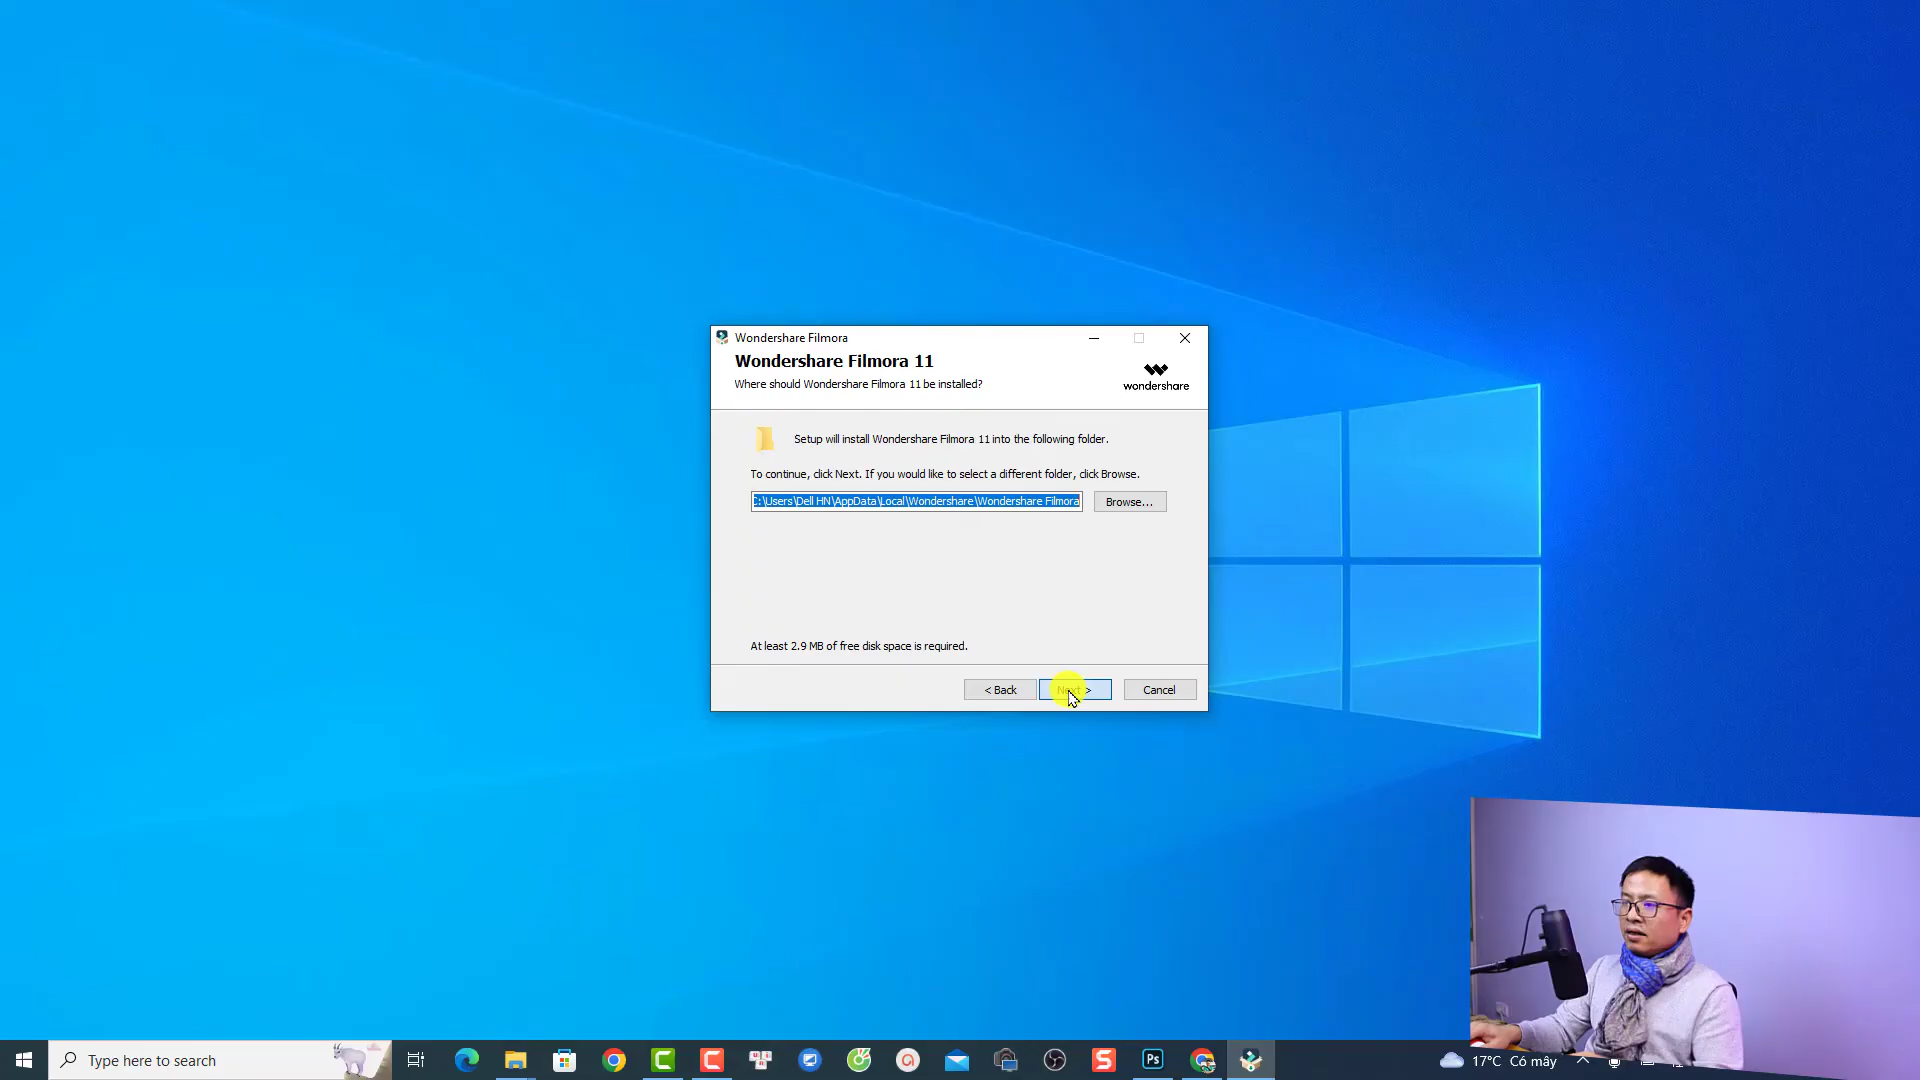 Wondershare Filmora
Wondershare Filmora 11
Where should Wondershare Filmora 11 be installed?
wondershare
Setup will install Wondershare Filmora 11 into the following folder.
To continue, click Next. If you would like to select a different folder, click Browse.
C:\Users\Dell HN\AppData\Local\Wondershare\Wondershare Filmora
Browse...
At least 2.9 MB of free disk space is required.
< Back
Next >
Cancel
Type here to search
Ps
17°C Có mây